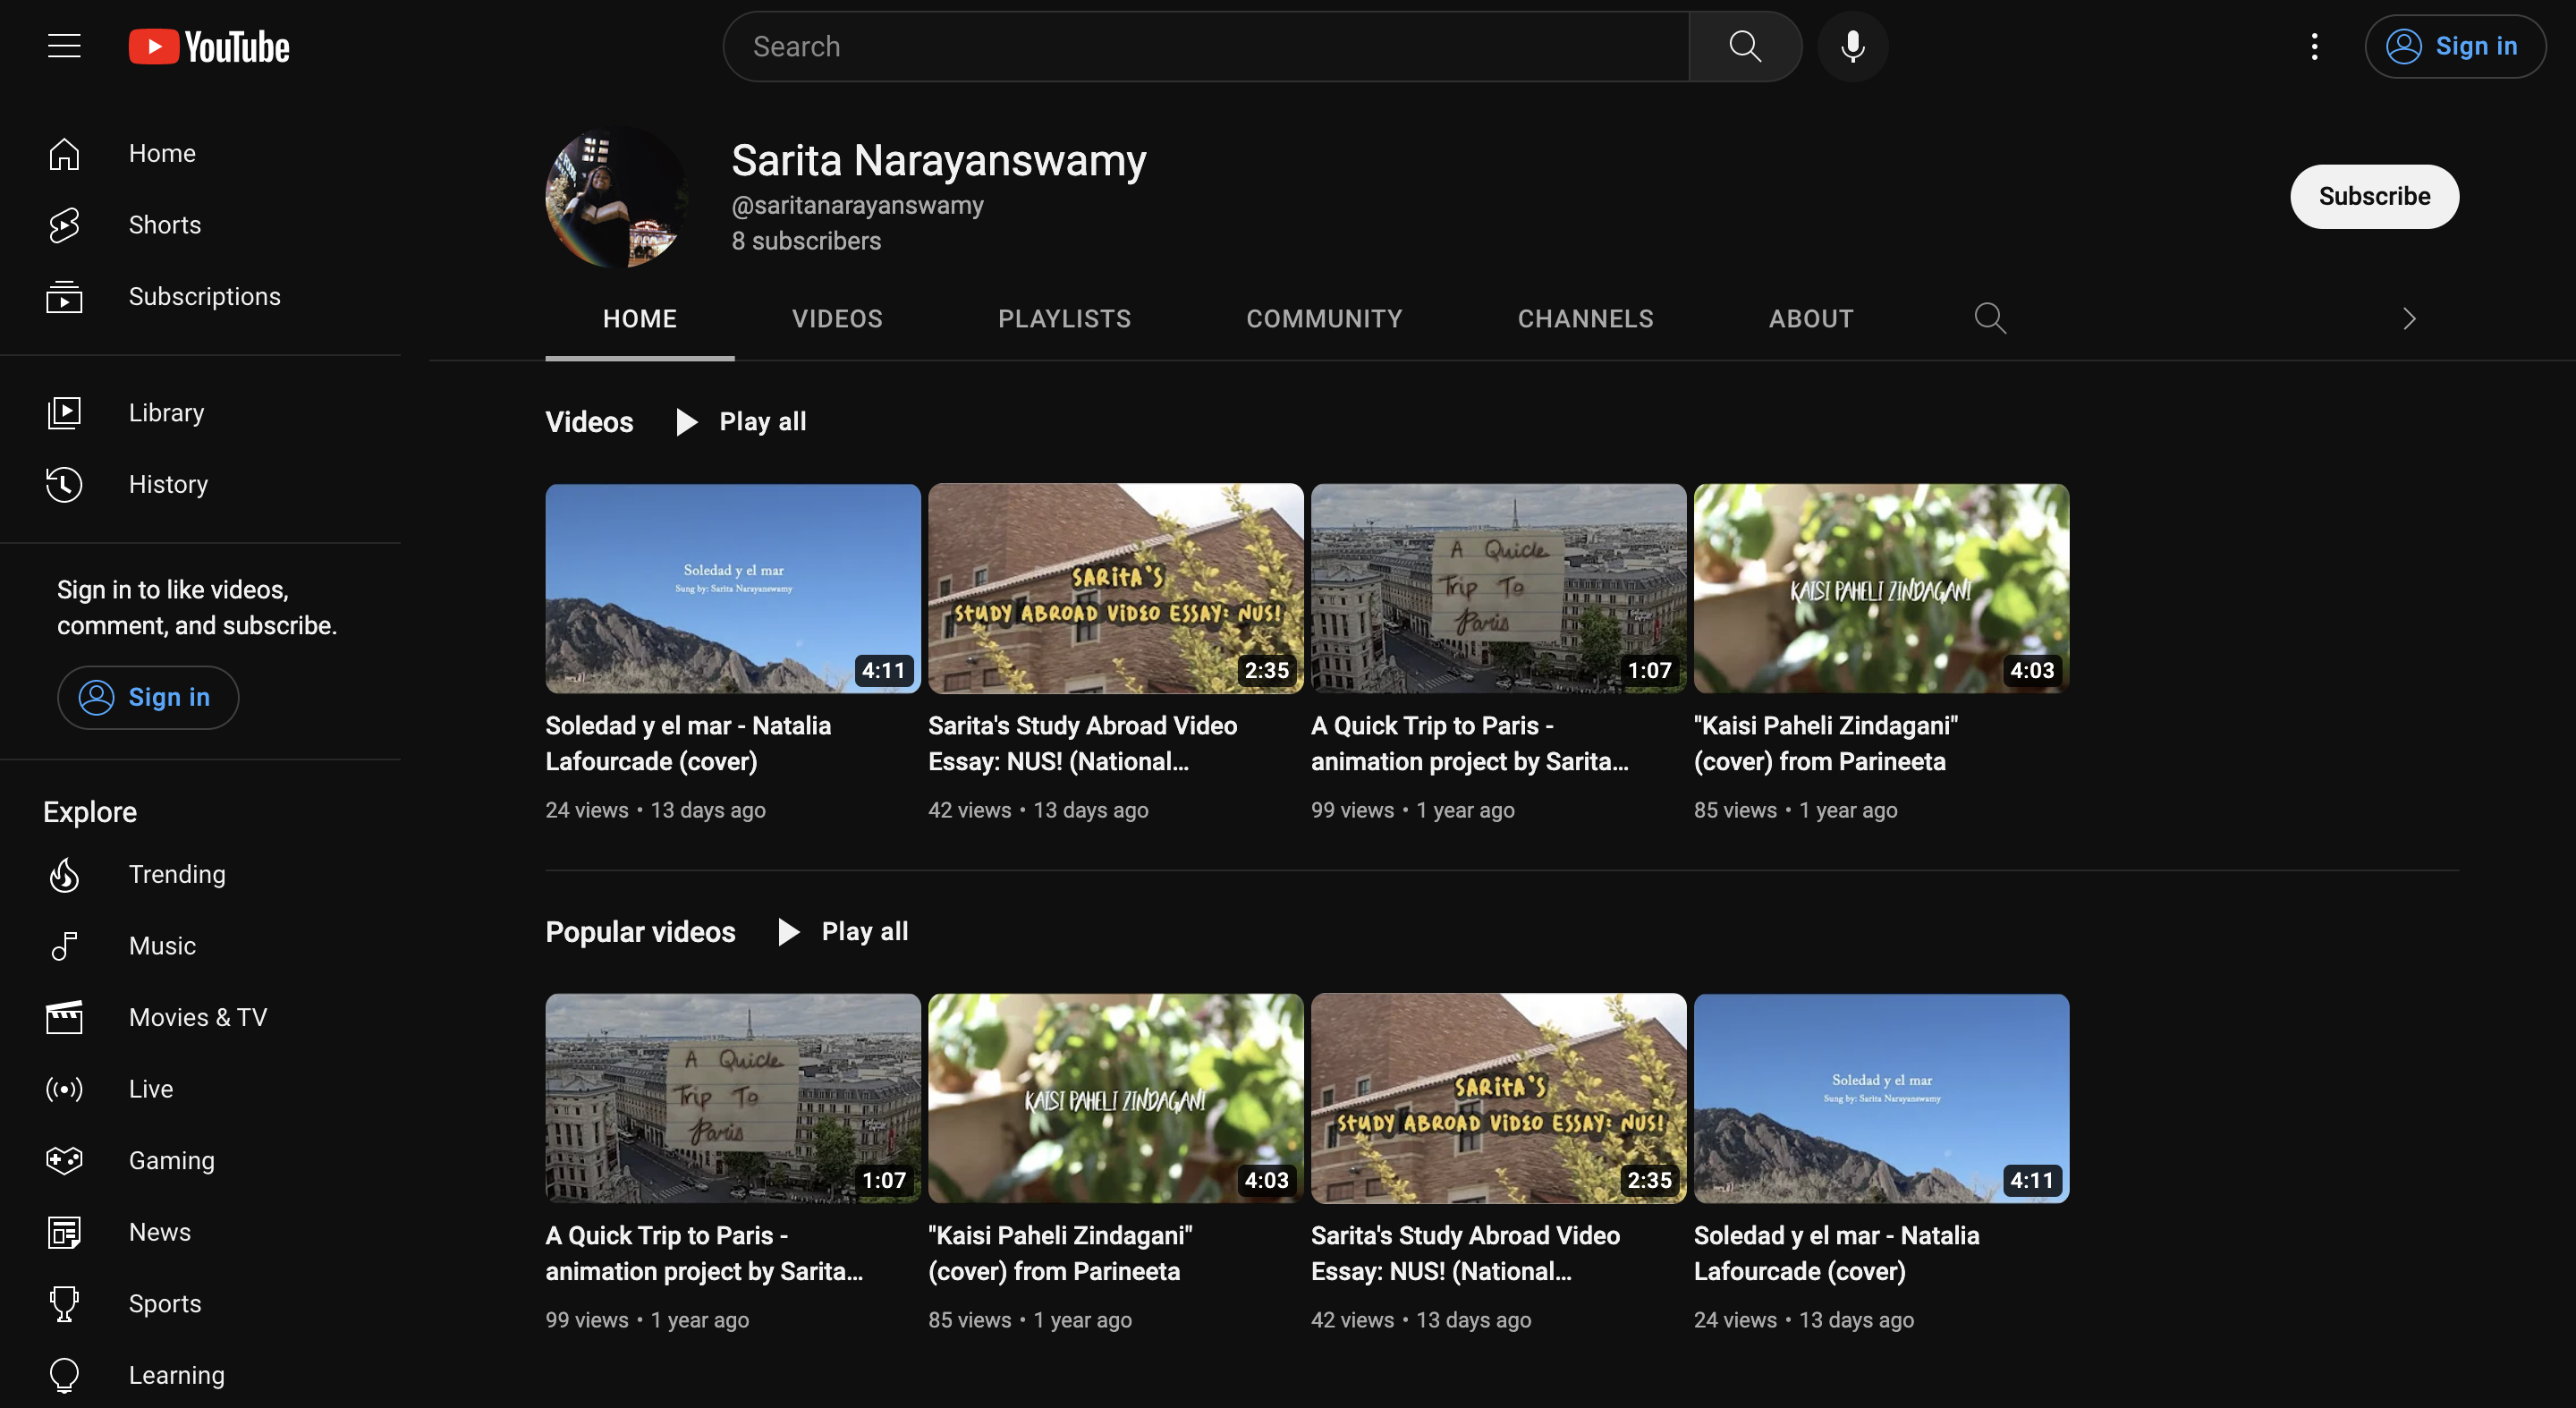 YouTube
Search
Sign in
Home
Shorts
Subscriptions
Library
History
Sign in to like videos,
comment, and subscribe.
Sign in
Explore
Trending
Music
Movies & TV
Live
Gaming
News
Sports
Learning
Sarita Narayanswamy
@saritanarayanswamy
8 subscribers
Subscribe
HOME
VIDEOS
PLAYLISTS
COMMUNITY
CHANNELS
ABOUT
Videos
Play all
Soledad y el mar
Sung by: Sarita Narayanswamy
4:11
Soledad y el mar - Natalia
Lafourcade (cover)
24 views • 13 days ago
SARITA'S
STUDY ABROAD VIDEO ESSAY: NUS!
2:35
Sarita's Study Abroad Video
Essay: NUS! (National...
42 views • 13 days ago
A Quick
Trip To
Paris
1:07
A Quick Trip to Paris -
animation project by Sarita...
99 views • 1 year ago
KAISI PAHELI ZINDAGANI
4:03
"Kaisi Paheli Zindagani"
(cover) from Parineeta
85 views • 1 year ago
Popular videos
Play all
A Quick
Trip To
Paris
1:07
A Quick Trip to Paris -
animation project by Sarita...
99 views • 1 year ago
KAISI PAHELI ZINDAGANI
4:03
"Kaisi Paheli Zindagani"
(cover) from Parineeta
85 views • 1 year ago
SARITA'S
STUDY ABROAD VIDEO ESSAY: NUS!
2:35
Sarita's Study Abroad Video
Essay: NUS! (National...
42 views • 13 days ago
Soledad y el mar
Sung by: Sarita Narayanswamy
4:11
Soledad y el mar - Natalia
Lafourcade (cover)
24 views • 13 days ago